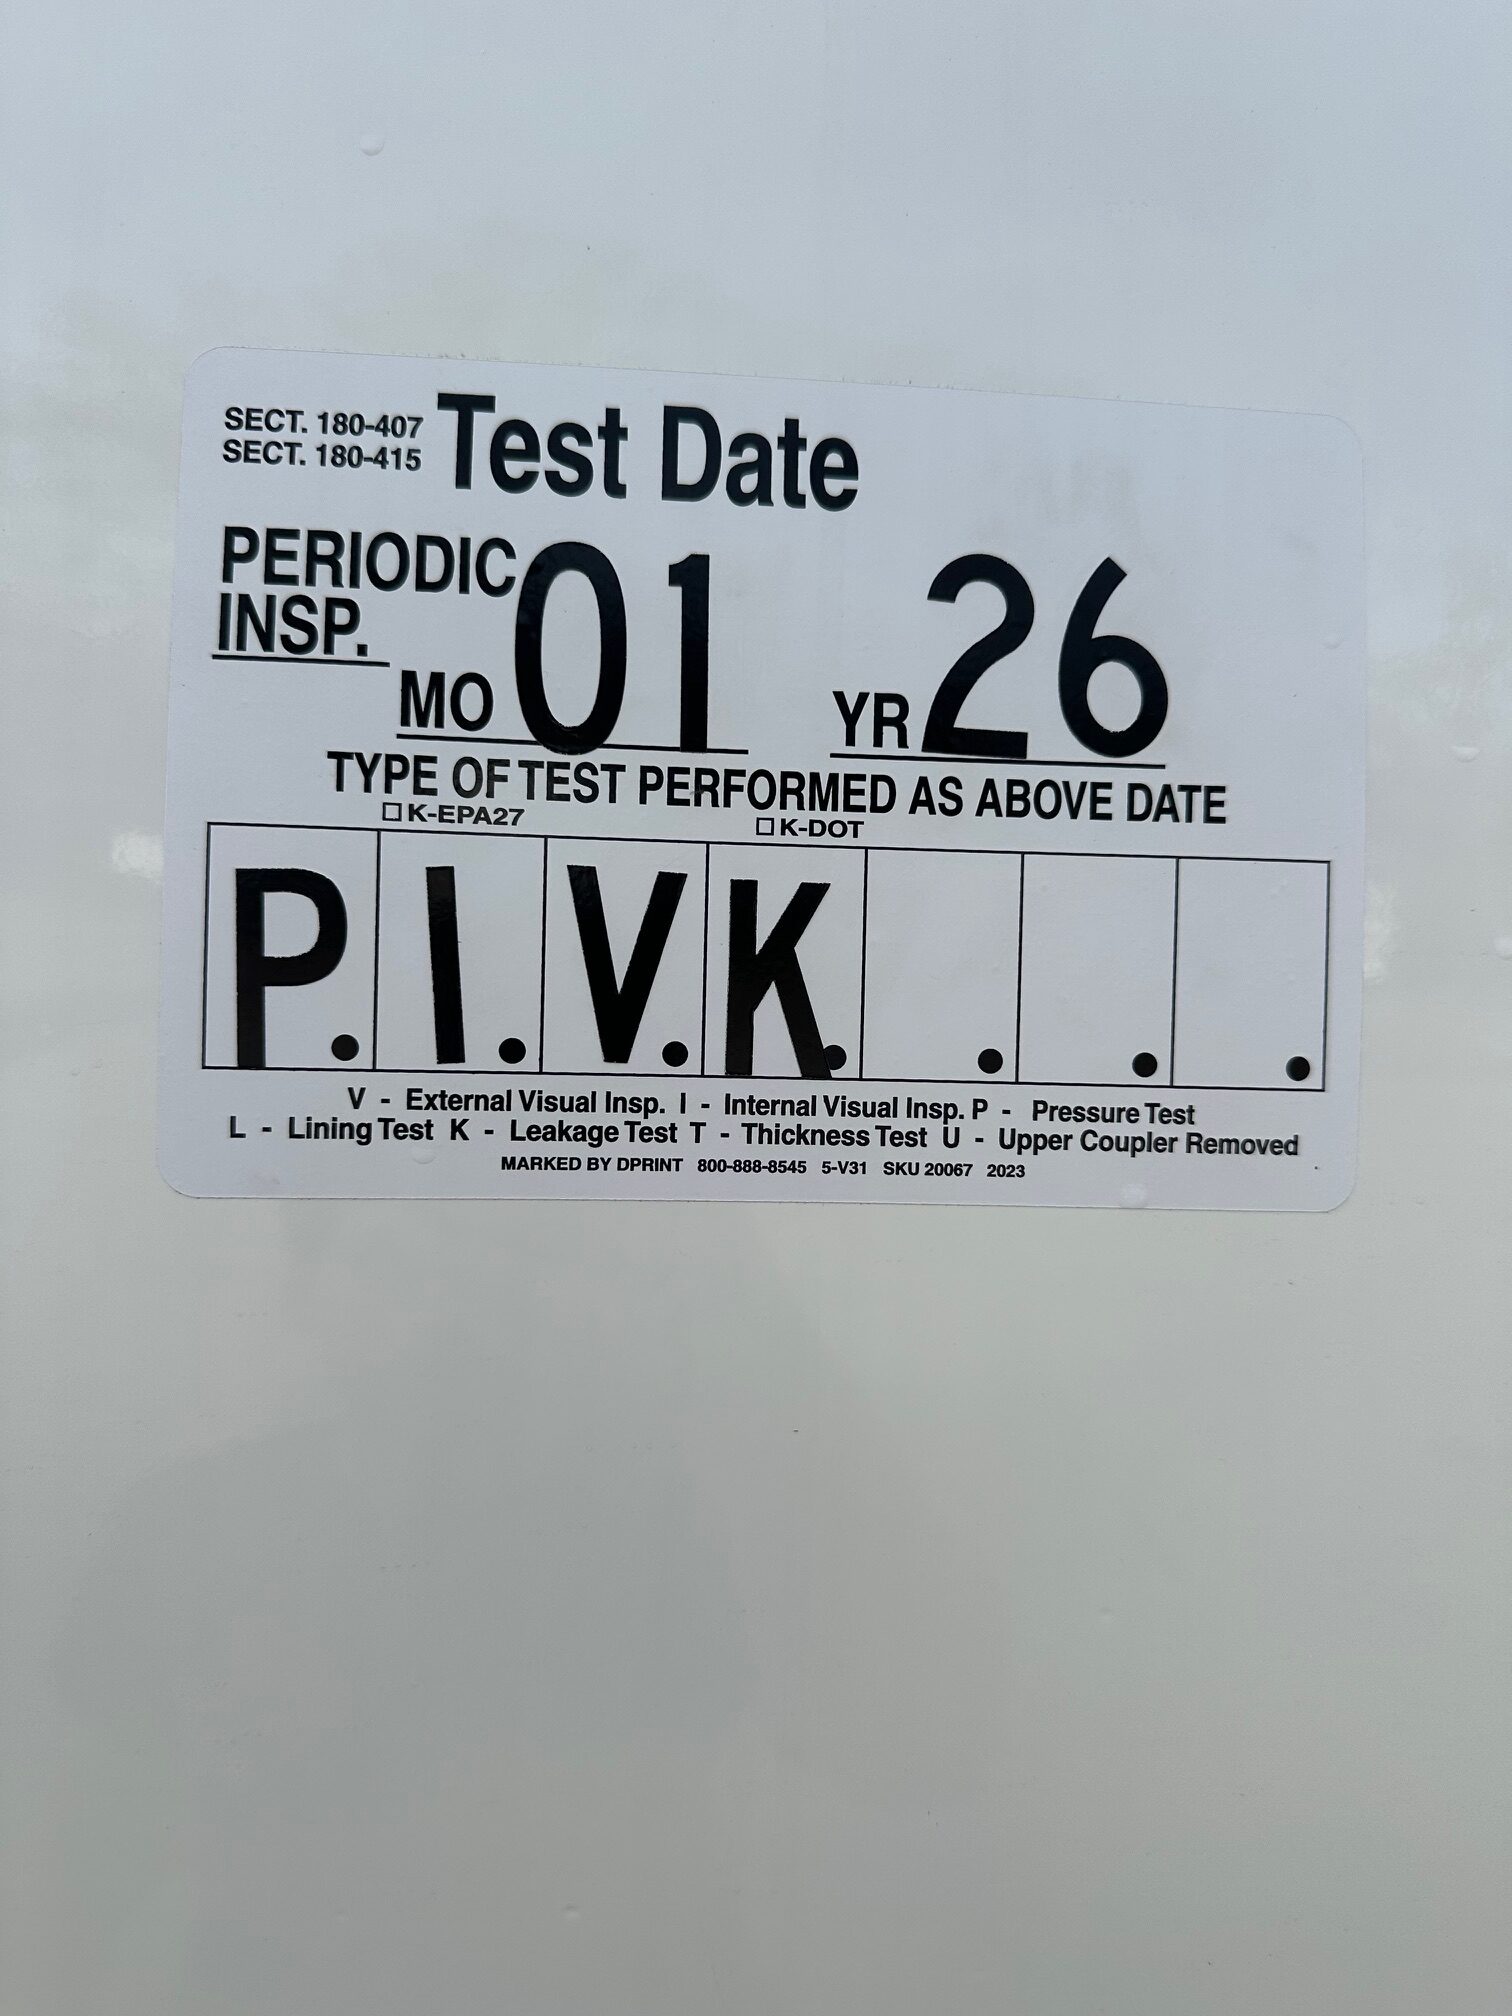 SECT. 180-407 Test Date
SECT. 180-415
PERIODIC
INSP.
MO 01 YR 26
TYPE OF TEST PERFORMED AS ABOVE DATE
☐ K-EPA27 ☐ K-DOT
P. I. V. K. . . .
V - External Visual Insp. I - Internal Visual Insp. P - Pressure Test
L - Lining Test K - Leakage Test T - Thickness Test U - Upper Coupler Removed
MARKED BY DPRINT 800-888-8545 5-V31 SKU 20067 2023